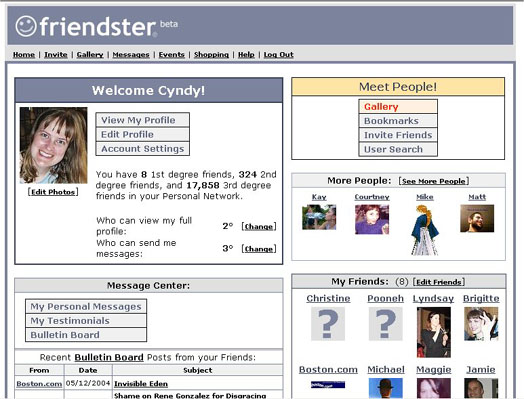 friendster beta
Home | Invite | Gallery | Messages | Events | Shopping | Help | Log Out
Welcome Cyndy!
View My Profile
Edit Profile
Account Settings
[Edit Photos]
You have 8 1st degree friends, 324 2nd
degree friends, and 17,858 3rd degree
friends in your Personal Network.
Who can view my full
profile:
2° [Change]
Who can send me
messages:
3° [Change]
Meet People!
Gallery
Bookmarks
Invite Friends
User Search
More People: [See More People]
Kay Courtney Mike Matt
Message Center:
My Personal Messages
My Testimonials
Bulletin Board
Recent Bulletin Board Posts from your Friends:
From Date Subject
Boston.com 05/12/2004 Invisible Eden
Shame on Rene Gonzalez for Disgracing
My Friends: (8) [Edit Friends]
Christine Pooneh Lyndsay Brigitte
? ?
Boston.com Michael Maggie Jamie